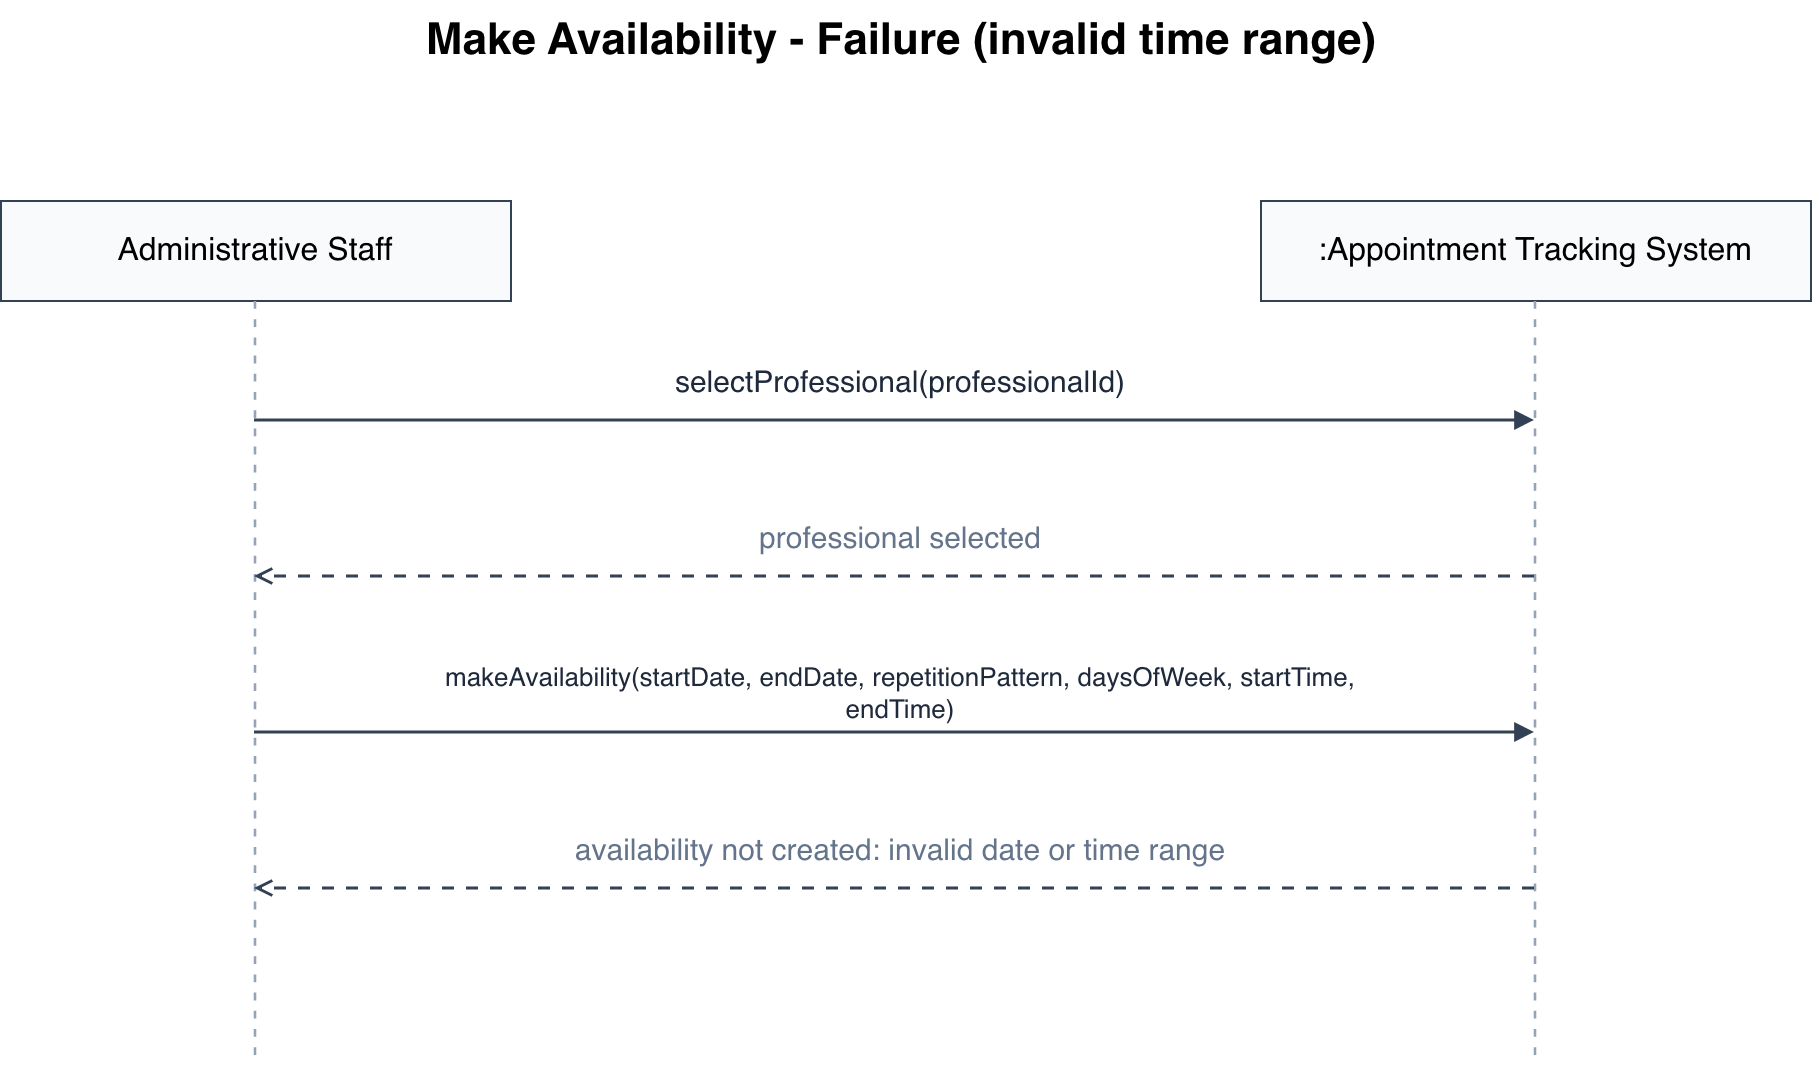 Make Availability - Failure (invalid time range)
Administrative Staff
:Appointment Tracking System
selectProfessional(professionalId)
professional selected
makeAvailability(startDate, endDate, repetitionPattern, daysOfWeek, startTime,
endTime)
availability not created: invalid date or time range